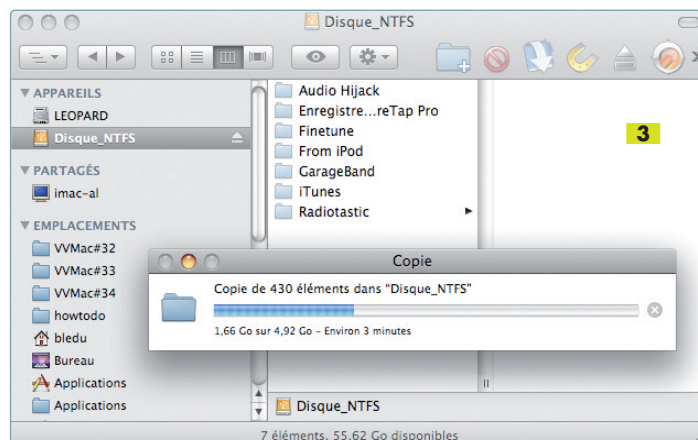 Disque_NTFS
APPAREILS
LEOPARD
Disque_NTFS
PARTAGÉS
imac-al
EMPLACEMENTS
VVMac#32
VVMac#33
VVMac#34
howtodo
bledu
Bureau
Applications
Applications
Audio Hijack
Enregistre...reTap Pro
Finetune
From iPod
GarageBand
iTunes
Radiotastic
3
Copie
Copie de 430 éléments dans “Disque_NTFS”
1,66 Go sur 4,92 Go – Environ 3 minutes
Disque_NTFS
7 éléments, 55,62 Go disponibles